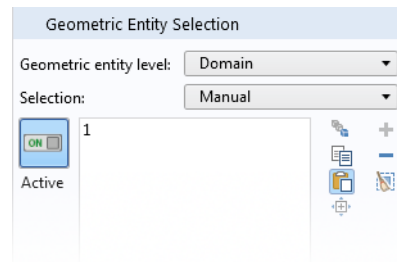 Geometric Entity Selection
Geometric entity level: Domain
Selection: Manual
ON
1
Active